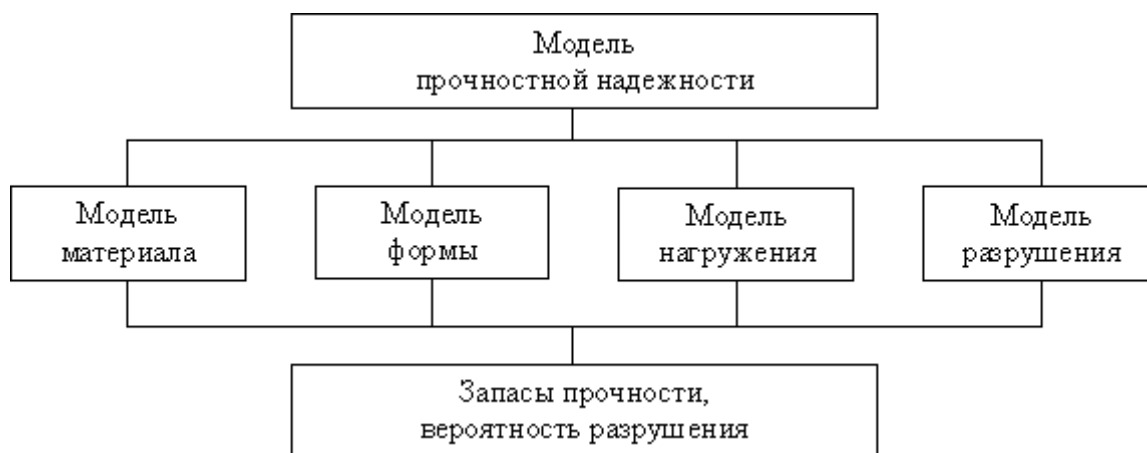 Модель
прочностной надежности
Модель
материала
Модель
формы
Модель
нагружения
Модель
разрушения
Запасы прочности,
вероятность разрушения